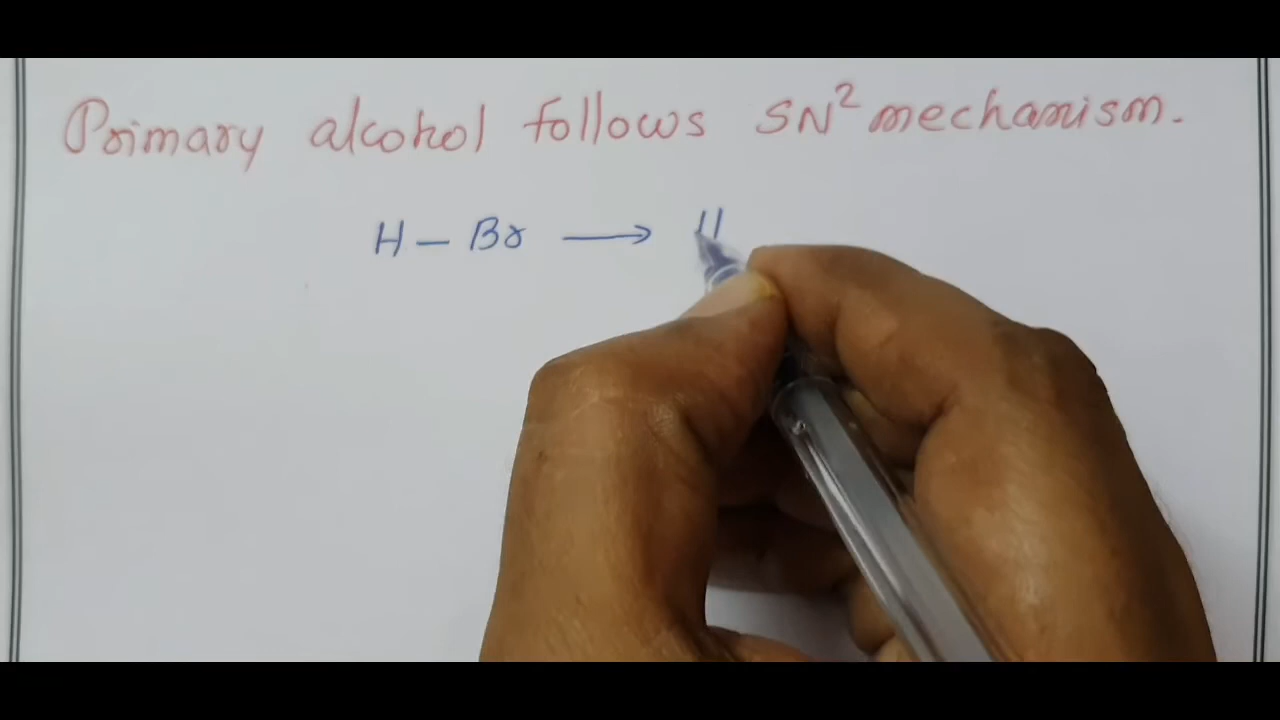 Primary alcohol follows SN² mechanism.
H – Br → H